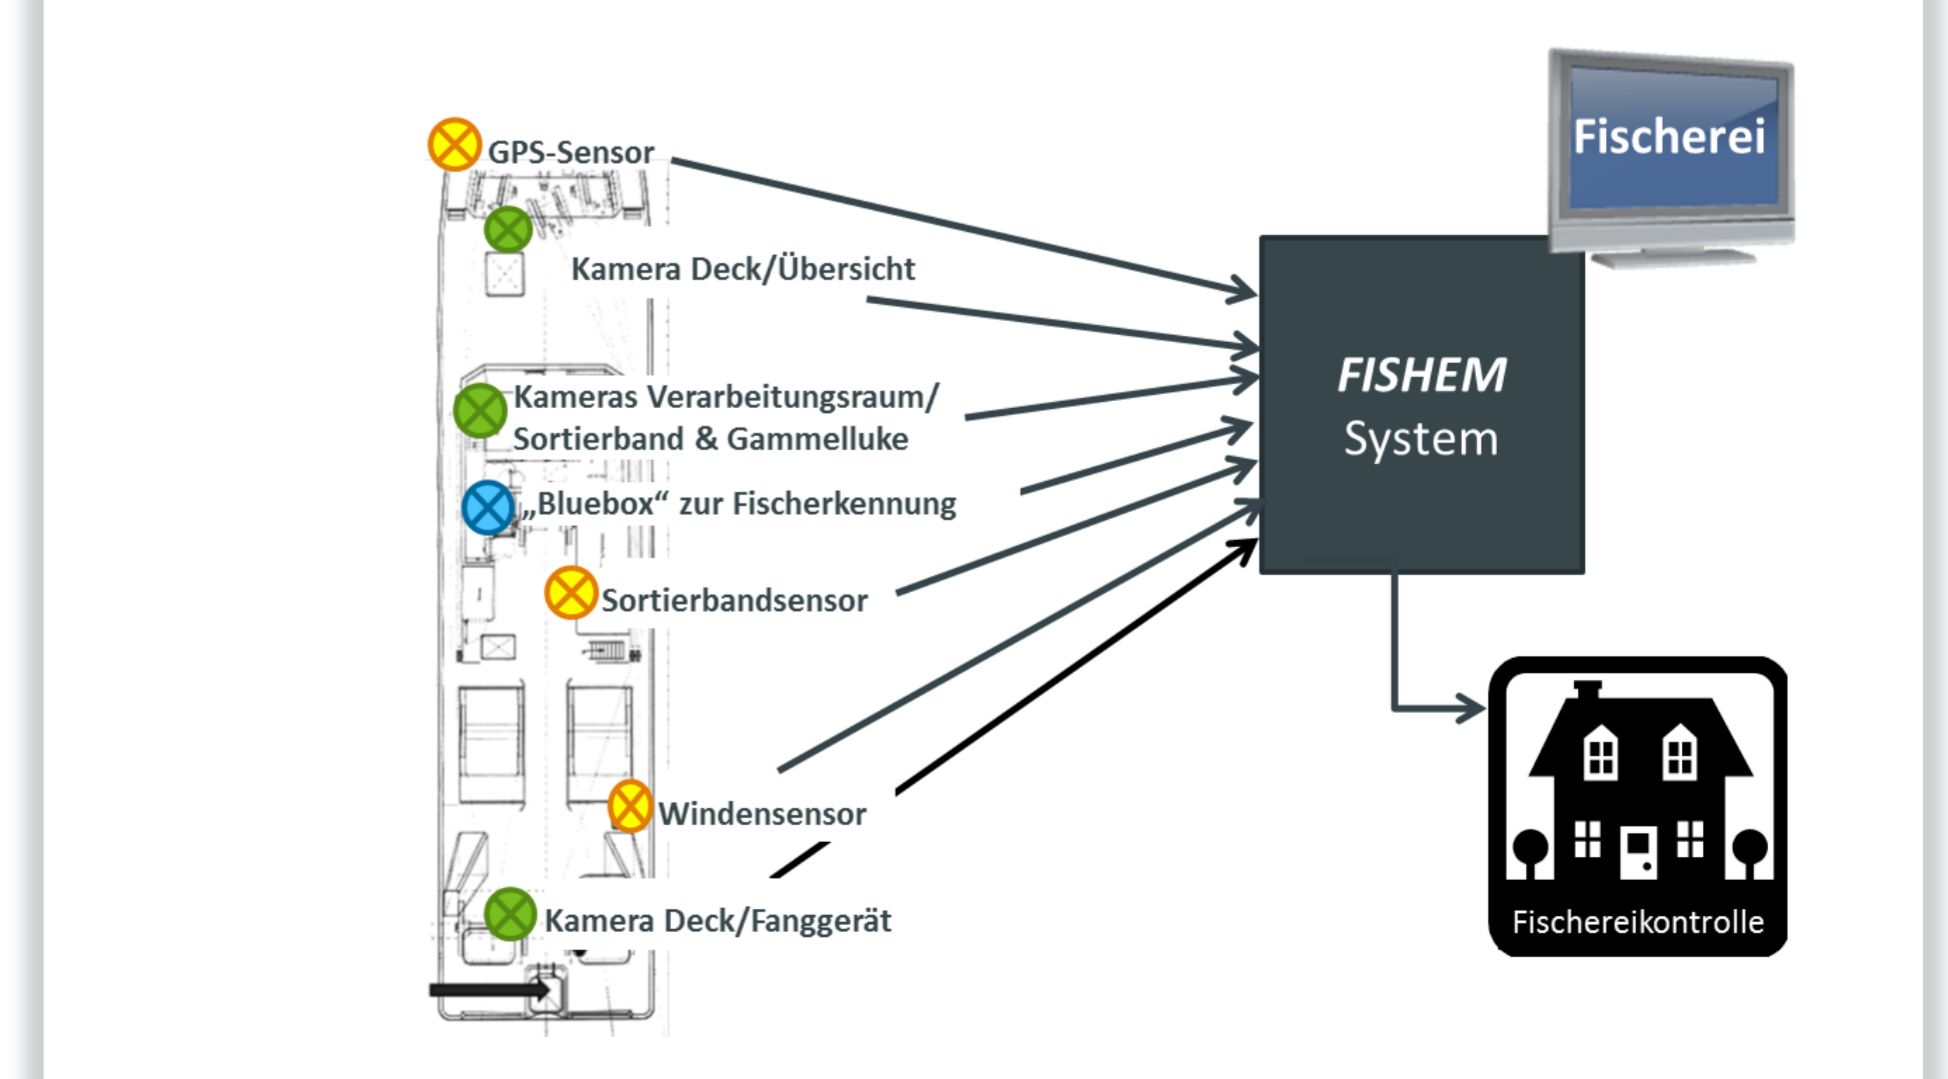 Fischerei
GPS-Sensor
Kamera Deck/Übersicht
FISHEM
System
Kameras Verarbeitungsraum/
Sortierband & Gammelluke
„Bluebox“ zur Fischerkennung
Sortierbandsensor
Windensensor
Kamera Deck/Fanggerät
Fischereikontrolle